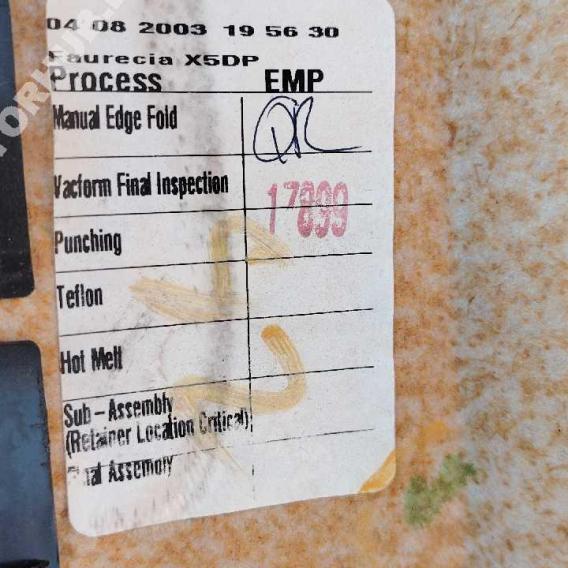 04 08 2003 19 56 30
Faurecia X5DP
Process EMP
Manual Edge Fold
Vacform Final Inspection 17899
Punching
Teflon
Hot Melt
Sub-Assembly
(Retainer Location Critical)
Final Assembly